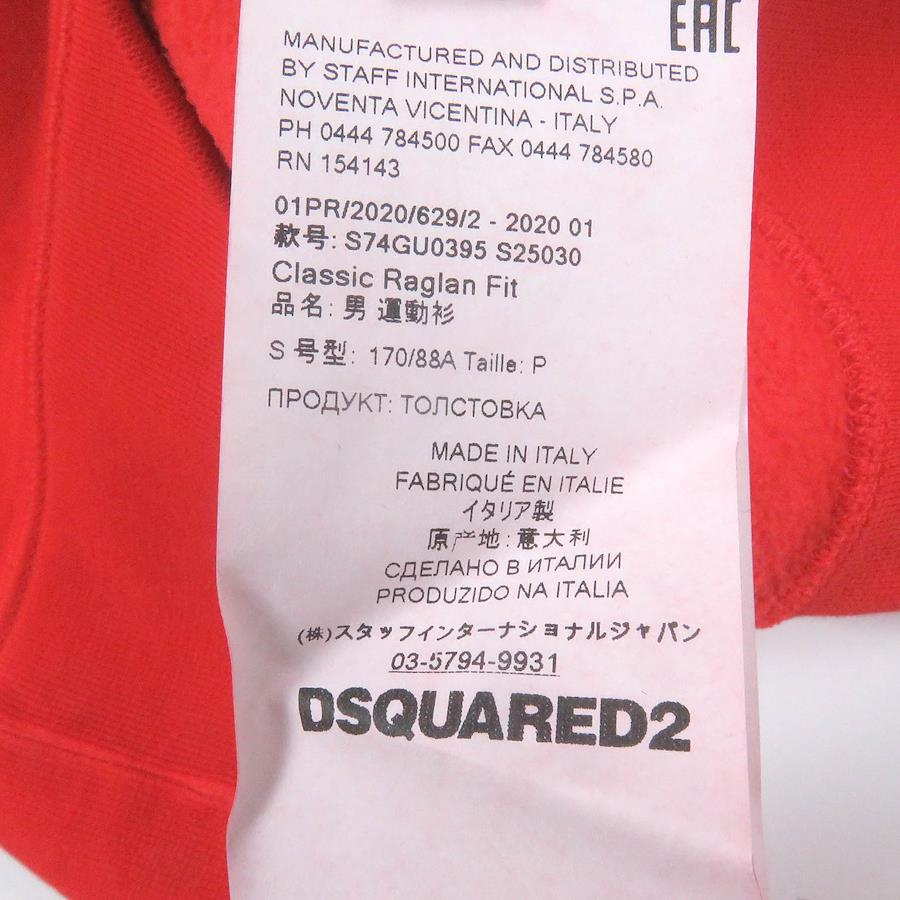 EAC
MANUFACTURED AND DISTRIBUTED
BY STAFF INTERNATIONAL S.P.A.
NOVENTA VICENTINA - ITALY
PH 0444 784500 FAX 0444 784580
RN 154143
01PR/2020/629/2 - 2020 01
款号: S74GU0395 S25030
Classic Raglan Fit
品名: 男 運動衫
S 号型: 170/88A Taille: P
ПРОДУКТ: ТОЛСТОВКА
MADE IN ITALY
FABRIQUÉ EN ITALIE
イタリア製
原产地: 意大利
СДЕЛАНО В ИТАЛИИ
PRODUZIDO NA ITALIA
(株)スタッフインターナショナルジャパン
03-5794-9931
DSQUARED2